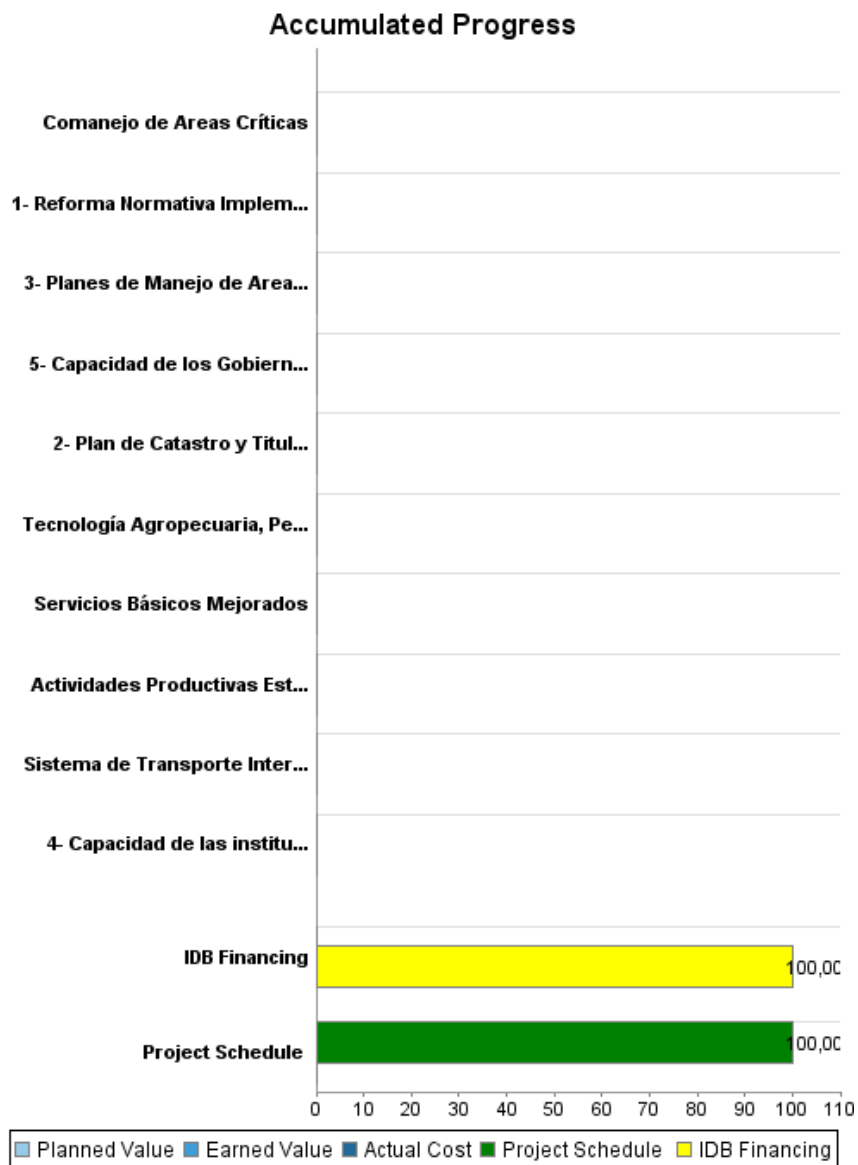 Accumulated Progress
Comanejo de Areas Críticas
1- Reforma Normativa Implem...
3- Planes de Manejo de Area...
5- Capacidad de los Gobiern...
2- Plan de Catastro y Titul...
Tecnología Agropecuaria, Pe...
Servicios Básicos Mejorados
Actividades Productivas Est...
Sistema de Transporte Inter...
4- Capacidad de las institu...
IDB Financing 100,00
Project Schedule 100,00
0 10 20 30 40 50 60 70 80 90 100 110
Planned Value Earned Value Actual Cost Project Schedule IDB Financing